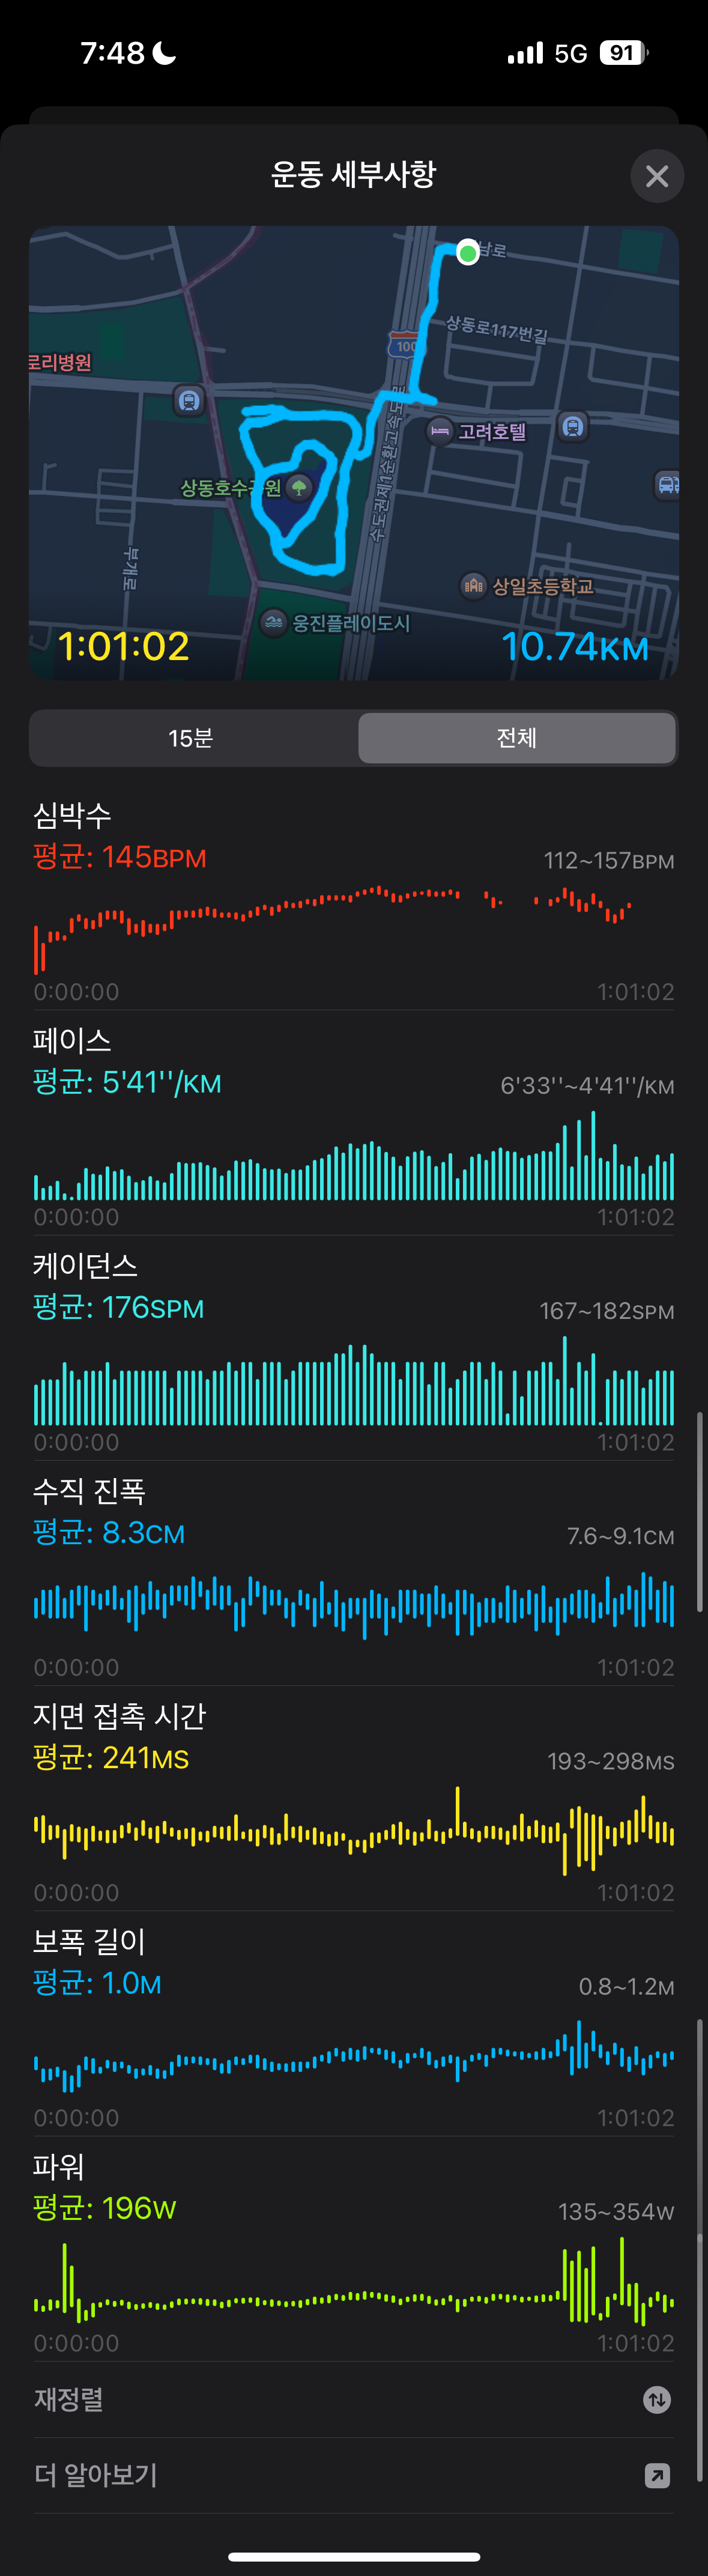 7:48
5G
91
운동 세부사항
남로
상동로117번길
100
로리병원
고려호텔
상동호수공원
수도권제1순환고속도로
부개로
상일초등학교
웅진플레이도시
1:01:02
10.74KM
15분
전체
심박수
평균: 145BPM
112~157BPM
0:00:00
1:01:02
페이스
평균: 5'41''/KM
6'33''~4'41''/KM
0:00:00
1:01:02
케이던스
평균: 176SPM
167~182SPM
0:00:00
1:01:02
수직 진폭
평균: 8.3CM
7.6~9.1CM
0:00:00
1:01:02
지면 접촉 시간
평균: 241MS
193~298MS
0:00:00
1:01:02
보폭 길이
평균: 1.0M
0.8~1.2M
0:00:00
1:01:02
파워
평균: 196W
135~354W
0:00:00
1:01:02
재정렬
더 알아보기